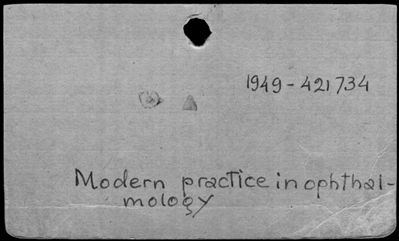 1949-421734
Modern practice in ophthal-
mology